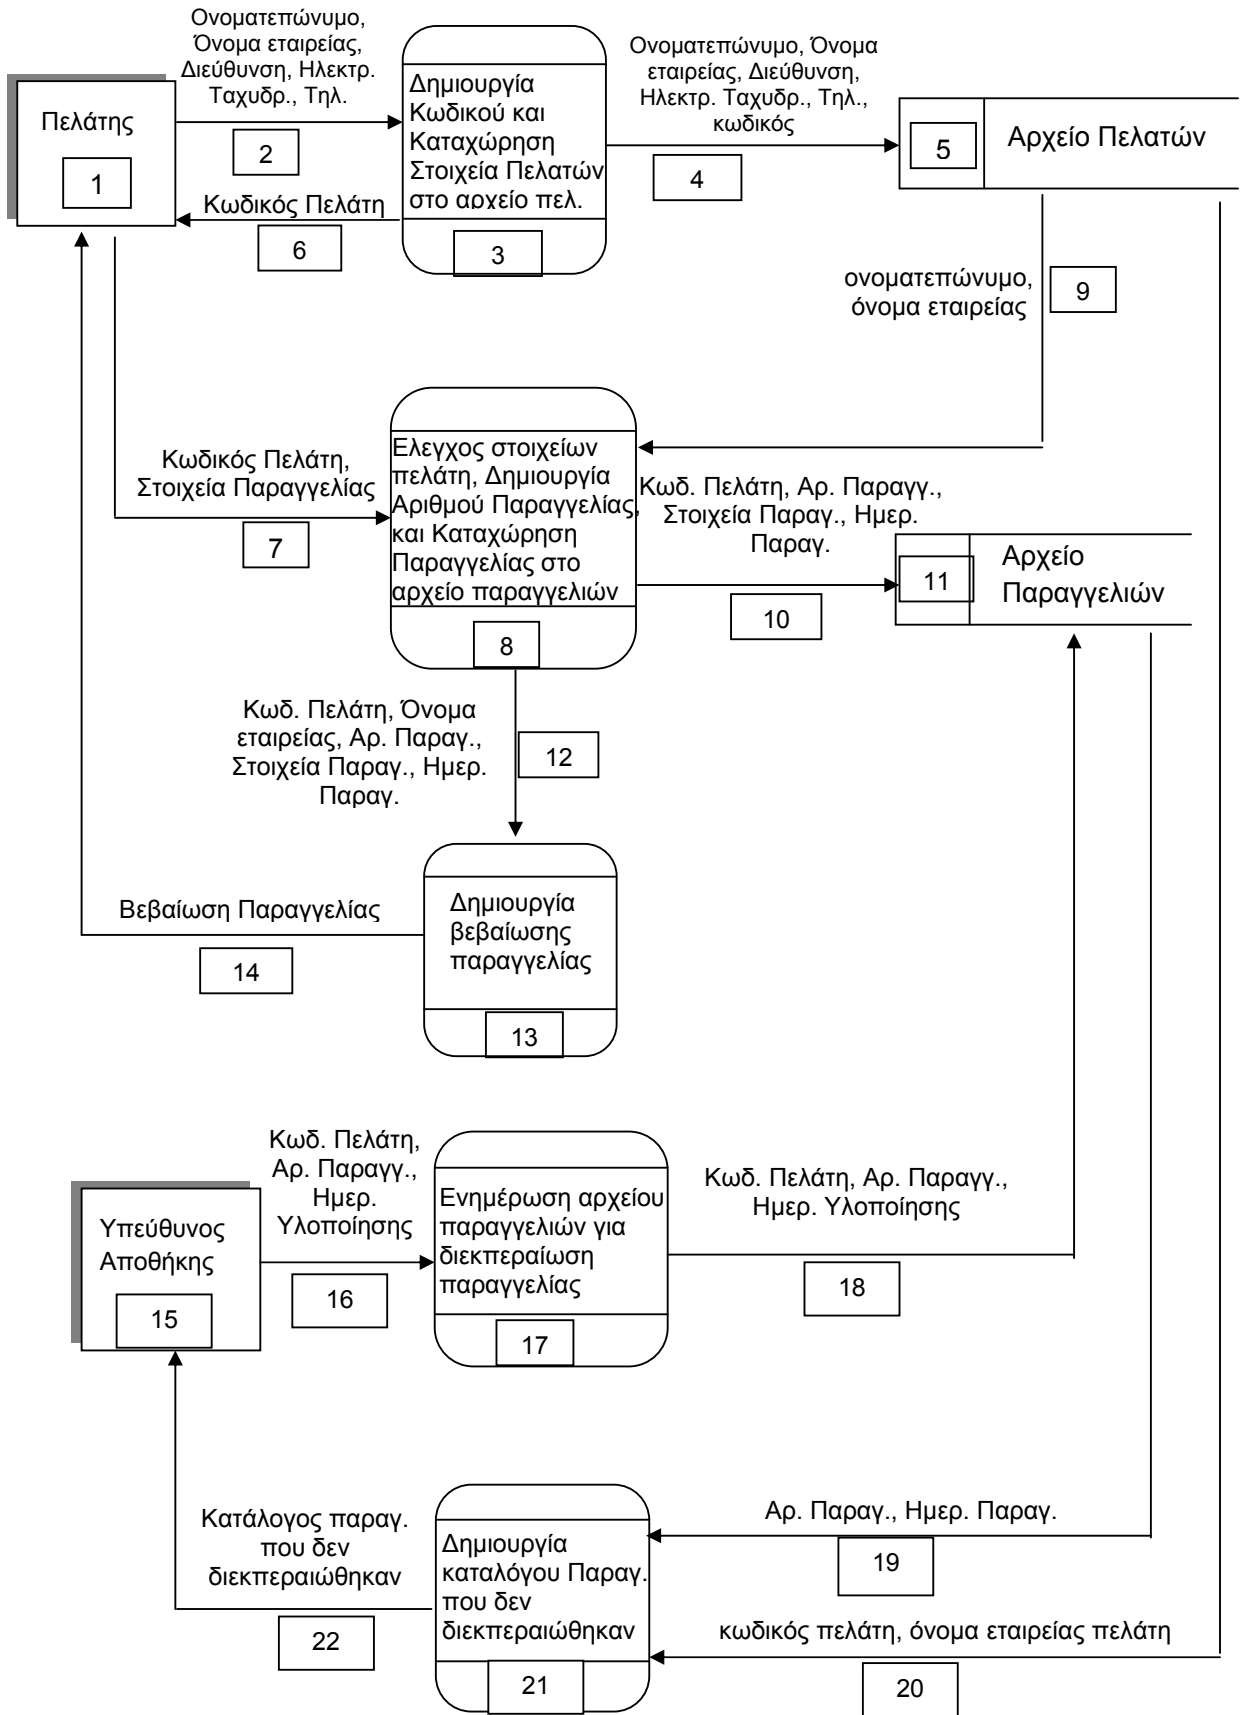 Ονοματεπώνυμο,
Όνομα εταιρείας,
Διεύθυνση, Ηλεκτρ.
Ταχυδρ., Τηλ.
2
Πελάτης
1
Δημιουργία
Κωδικού και
Καταχώρηση
Στοιχεία Πελατών
στο αρχείο πελ.
3
Ονοματεπώνυμο, Όνομα
εταιρείας, Διεύθυνση,
Ηλεκτρ. Ταχυδρ., Τηλ.,
κωδικός
4
5
Αρχείο Πελατών
Κωδικός Πελάτη
6
ονοματεπώνυμο,
όνομα εταιρείας
9
Κωδικός Πελάτη,
Στοιχεία Παραγγελίας
7
Ελεγχος στοιχείων
πελάτη, Δημιουργία
Αριθμού Παραγγελίας,
και Καταχώρηση
Παραγγελίας στο
αρχείο παραγγελιών
8
Κωδ. Πελάτη, Αρ. Παραγγ.,
Στοιχεία Παραγ., Ημερ.
Παραγ.
10
11
Αρχείο
Παραγγελιών
Κωδ. Πελάτη, Όνομα
εταιρείας, Αρ. Παραγ.,
Στοιχεία Παραγ., Ημερ.
Παραγ.
12
Βεβαίωση Παραγγελίας
14
Δημιουργία
βεβαίωσης
παραγγελίας
13
Κωδ. Πελάτη,
Αρ. Παραγγ.,
Ημερ.
Υλοποίησης
16
Υπεύθυνος
Αποθήκης
15
Ενημέρωση αρχείου
παραγγελιών για
διεκπεραίωση
παραγγελίας
17
Κωδ. Πελάτη, Αρ. Παραγγ.,
Ημερ. Υλοποίησης
18
Κατάλογος παραγ.
που δεν
διεκπεραιώθηκαν
22
Δημιουργία
καταλόγου Παραγ.
που δεν
διεκπεραιώθηκαν
21
Αρ. Παραγ., Ημερ. Παραγ.
19
κωδικός πελάτη, όνομα εταιρείας πελάτη
20